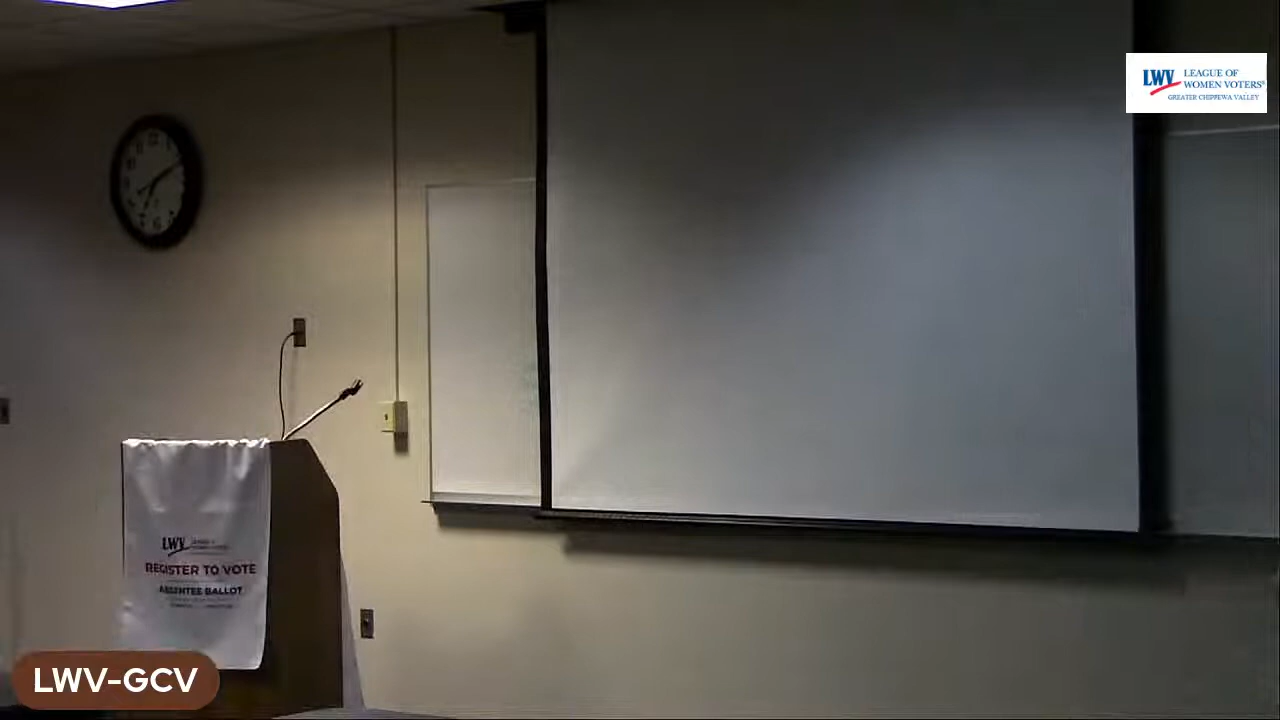 LWV LEAGUE OF
WOMEN VOTERS®
GREATER CHIPPEWA VALLEY
LWV
REGISTER TO VOTE
ABSENTEE BALLOT
LWV-GCV